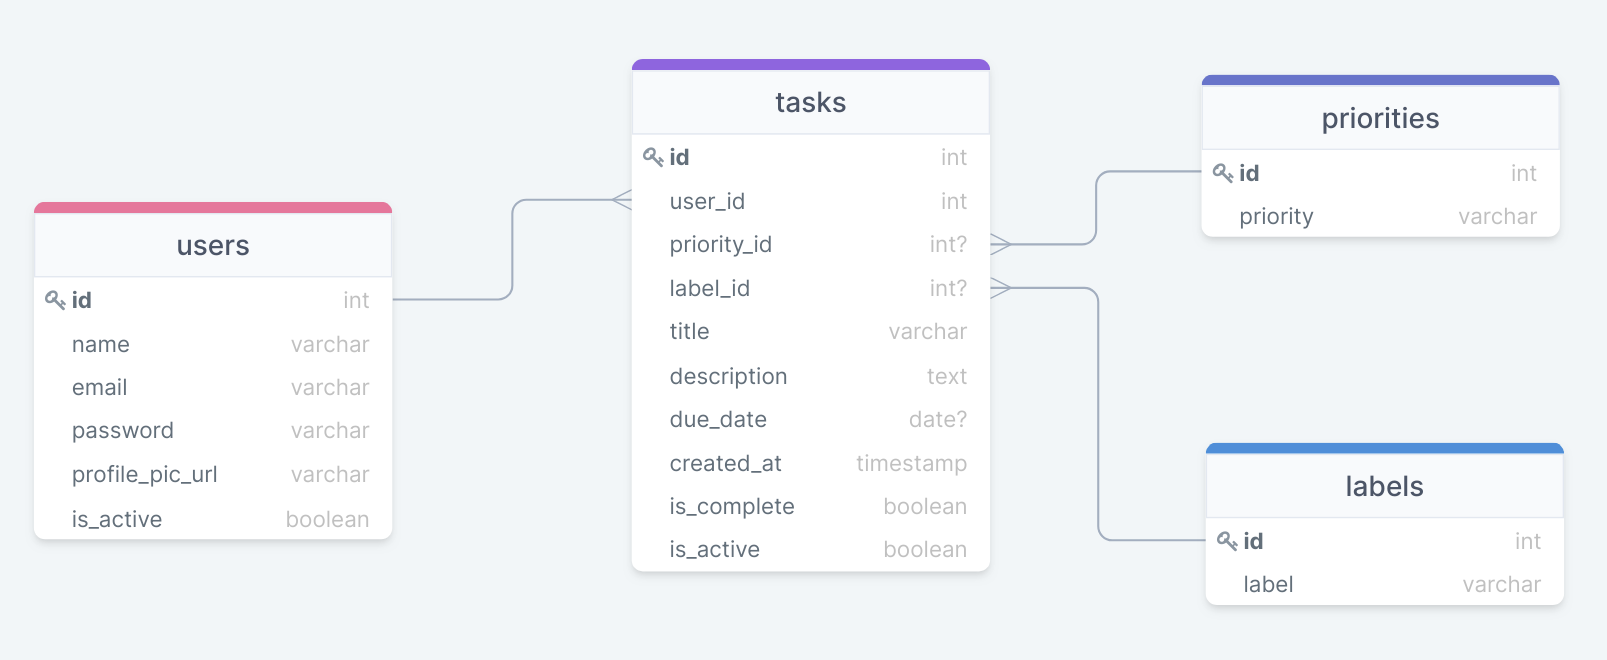 users
id int
name varchar
email varchar
password varchar
profile_pic_url varchar
is_active boolean
tasks
id int
user_id int
priority_id int?
label_id int?
title varchar
description text
due_date date?
created_at timestamp
is_complete boolean
is_active boolean
priorities
id int
priority varchar
labels
id int
label varchar